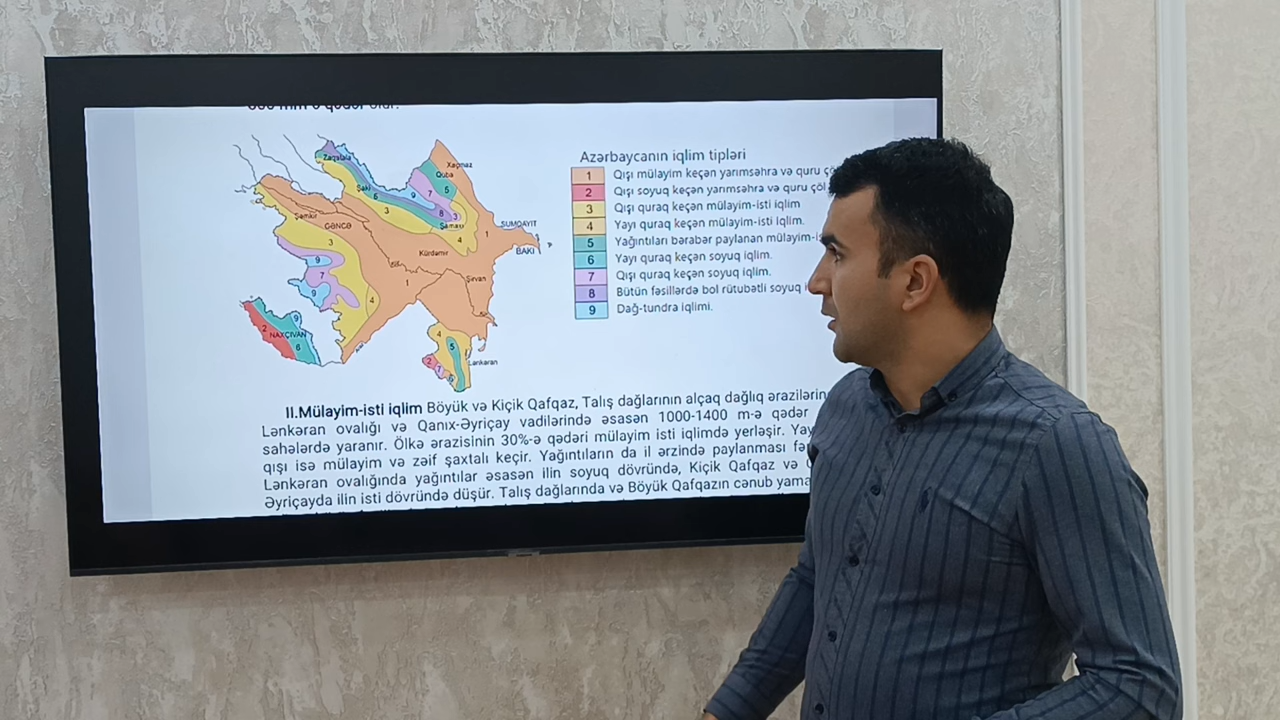 850 mm-ə qədər olur.
Azərbaycanın iqlim tipləri
1 Qışı mülayim keçən yarımsəhra və quru çö
2 Qışı soyuq keçən yarımsəhra və quru çöl
3 Qışı quraq keçən mülayim-isti iqlim
4 Yayı quraq keçən mülayim-isti iqlim.
5 Yağıntıları bərabər paylanan mülayim-is
6 Yayı quraq keçən soyuq iqlim.
7 Qışı quraq keçən soyuq iqlim.
8 Bütün fəsillərdə bol rütubətli soyuq i
9 Dağ-tundra iqlimi.
Zaqatala
Xaçmaz
Quba
Şəki
Şəmkir
GƏNCƏ
Şamaxı
SUMQAYIT
BAKI
Kürdəmir
Şirvan
NAXÇIVAN
Lənkəran
II.Mülayim-isti iqlim Böyük və Kiçik Qafqaz, Talış dağlarının alçaq dağlıq ərazilərin
Lənkəran ovalığı və Qanıx-Əyriçay vadilərində əsasən 1000-1400 m-ə qədər
sahələrdə yaranır. Ölkə ərazisinin 30%-ə qədəri mülayim isti iqlimdə yerləşir. Yay
qışı isə mülayim və zəif şaxtalı keçir. Yağıntıların da il ərzində paylanması fər
Lənkəran ovalığında yağıntılar əsasən ilin soyuq dövründə, Kiçik Qafqaz və Q
Əyriçayda ilin isti dövründə düşür. Talış dağlarında və Böyük Qafqazın cənub yama